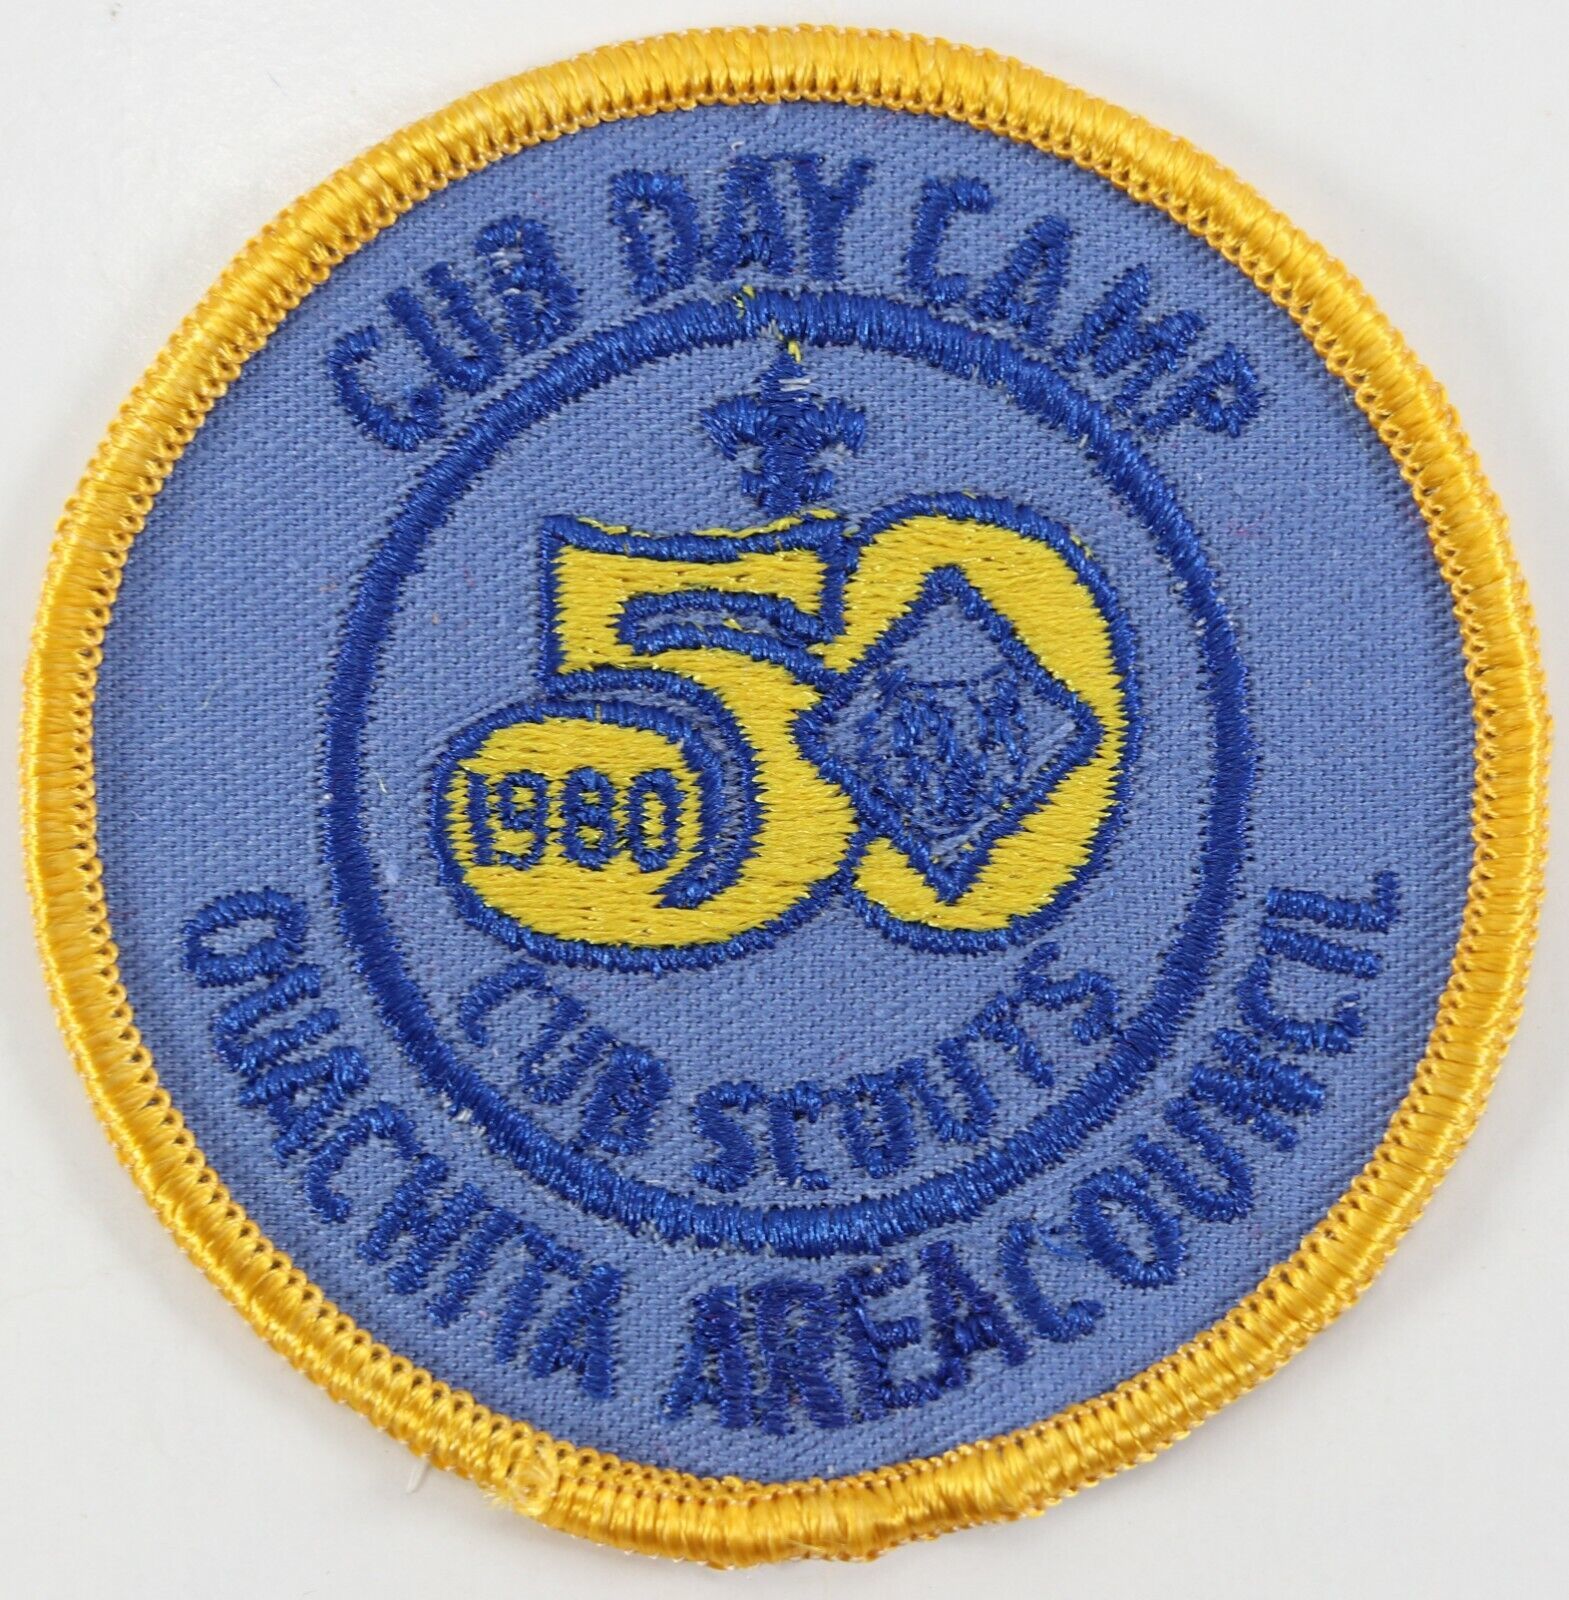 CUB DAY CAMP
50
1980
CUB SCOUTS
OUACHITA AREA COUNCIL